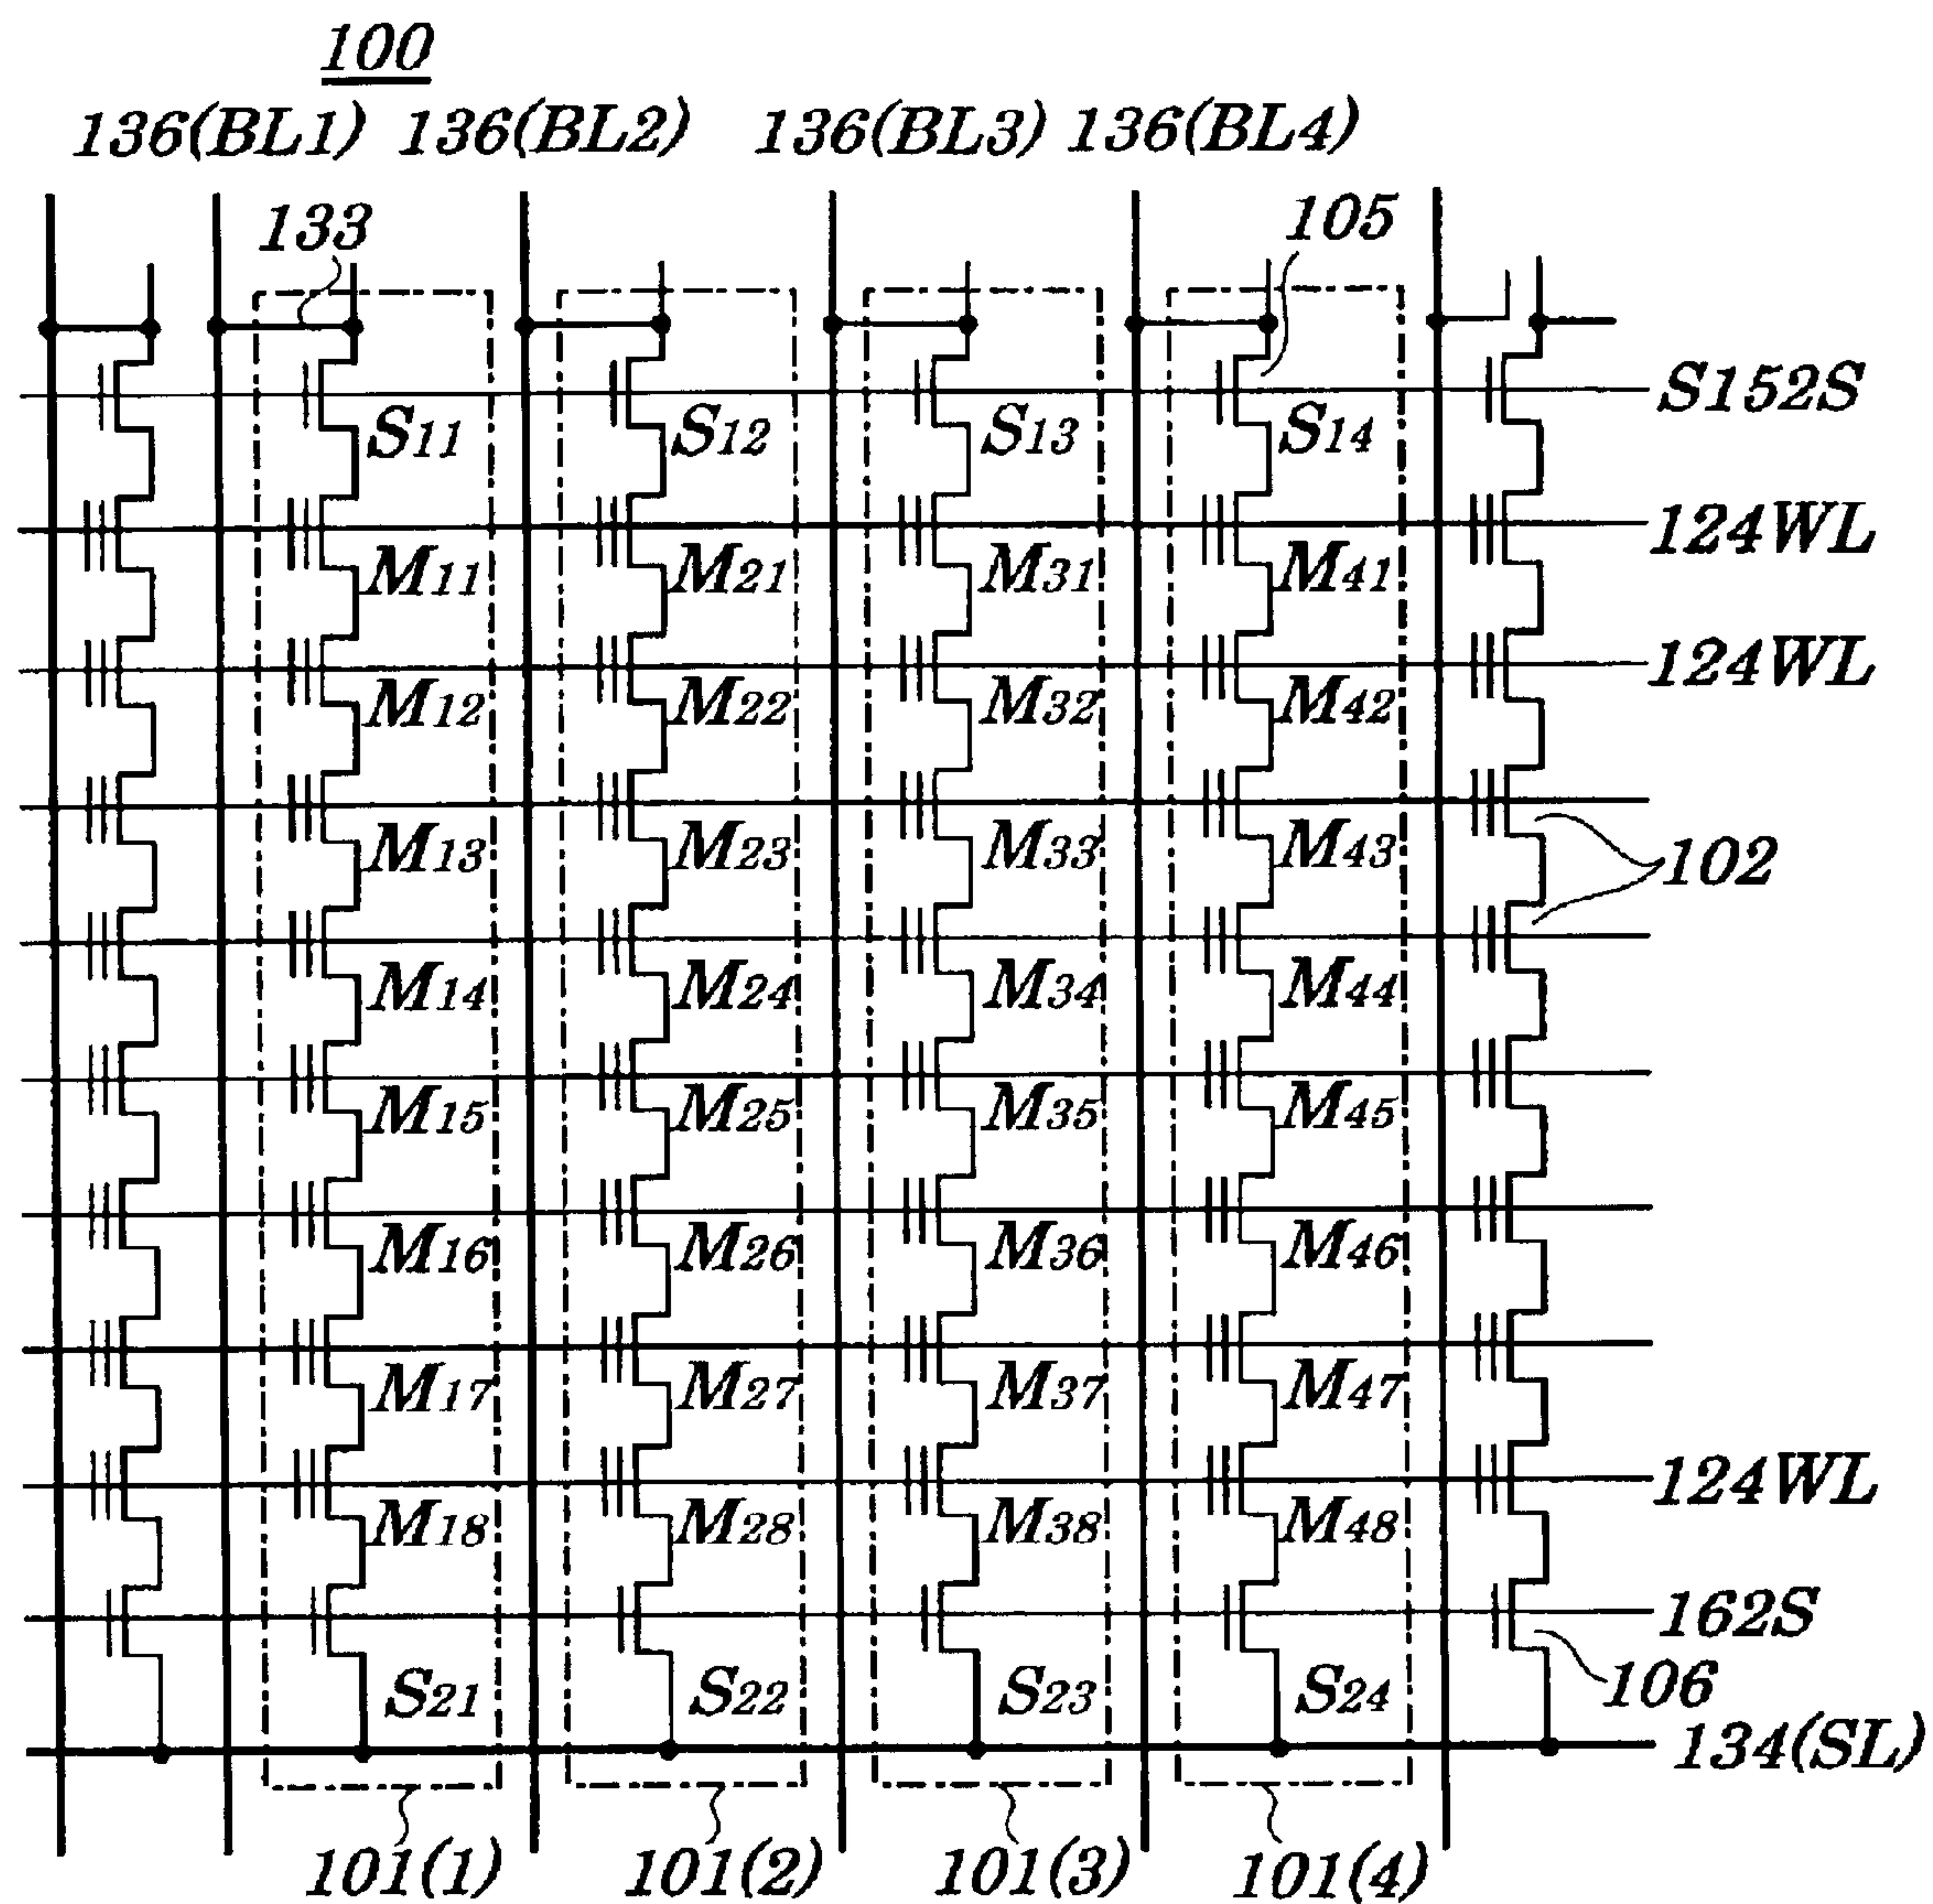 100
136(BL1) 136(BL2) 136(BL3) 136(BL4)
133
105
S152S
S11 S12 S13 S14
124WL
M11 M21 M31 M41
124WL
M12 M22 M32 M42
M13 M23 M33 M43
102
M14 M24 M34 M44
M15 M25 M35 M45
M16 M26 M36 M46
M17 M27 M37 M47
124WL
M18 M28 M38 M48
162S
106
S21 S22 S23 S24
134(SL)
101(1) 101(2) 101(3) 101(4)